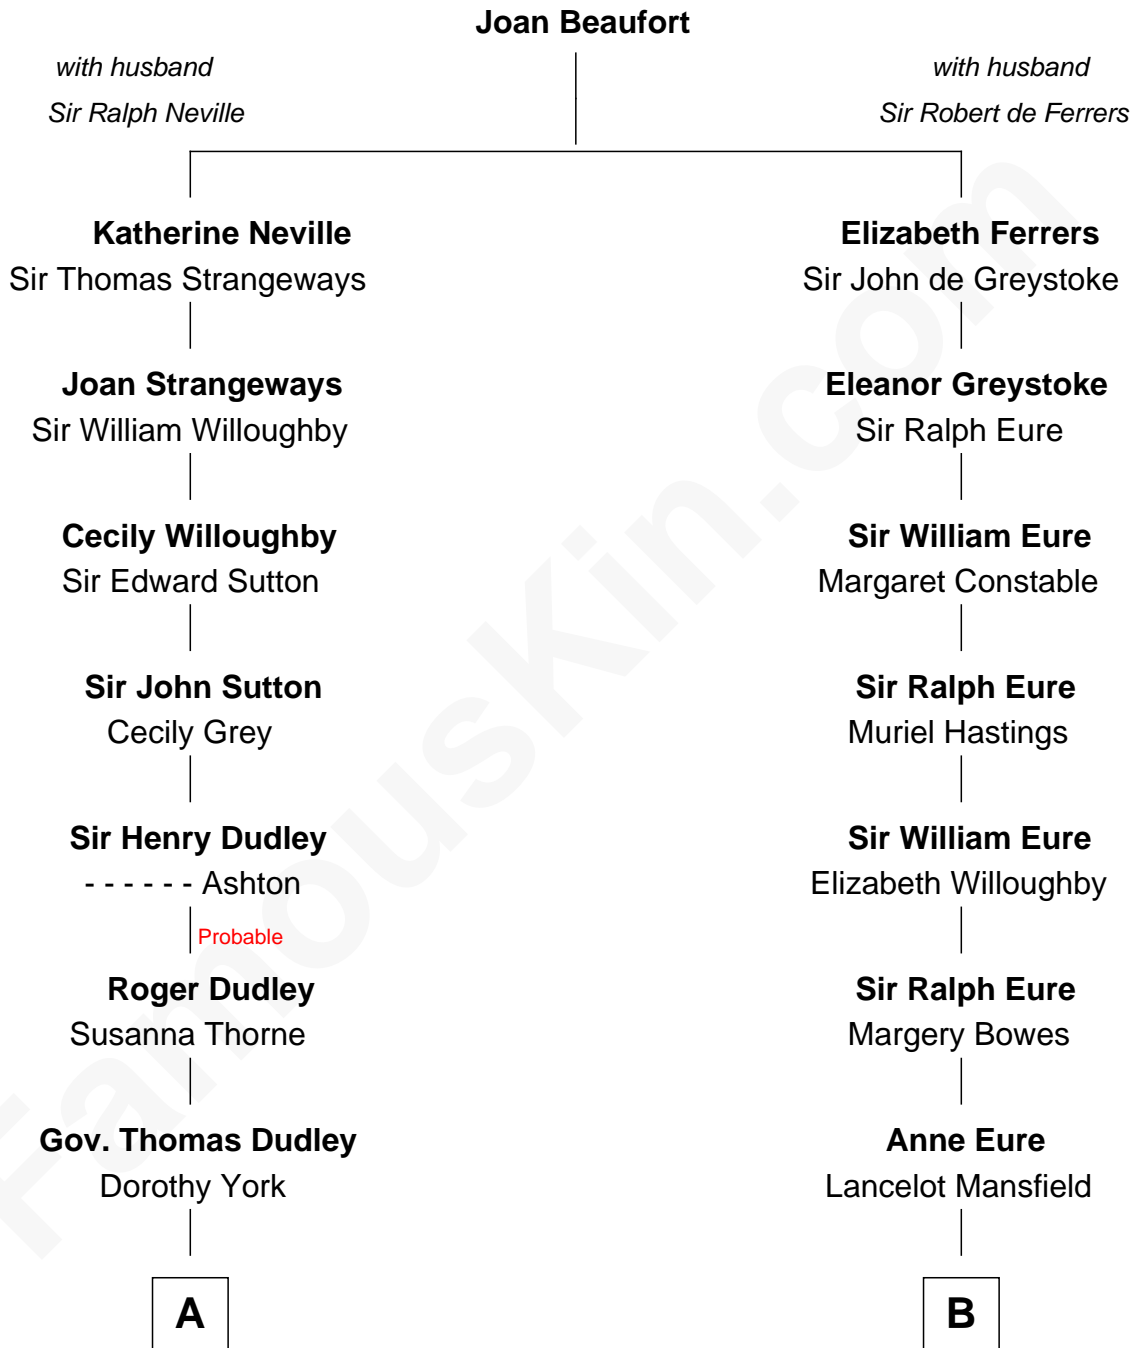 Joan Beaufort
with husband
Sir Ralph Neville
with husband
Sir Robert de Ferrers
Katherine Neville
Sir Thomas Strangeways
Joan Strangeways
Sir William Willoughby
Cecily Willoughby
Sir Edward Sutton
Sir John Sutton
Cecily Grey
Sir Henry Dudley
- - - - - - Ashton
Probable
Roger Dudley
Susanna Thorne
Gov. Thomas Dudley
Dorothy York
A
Elizabeth Ferrers
Sir John de Greystoke
Eleanor Greystoke
Sir Ralph Eure
Sir William Eure
Margaret Constable
Sir Ralph Eure
Muriel Hastings
Sir William Eure
Elizabeth Willoughby
Sir Ralph Eure
Margery Bowes
Anne Eure
Lancelot Mansfield
B
FamousKin.com